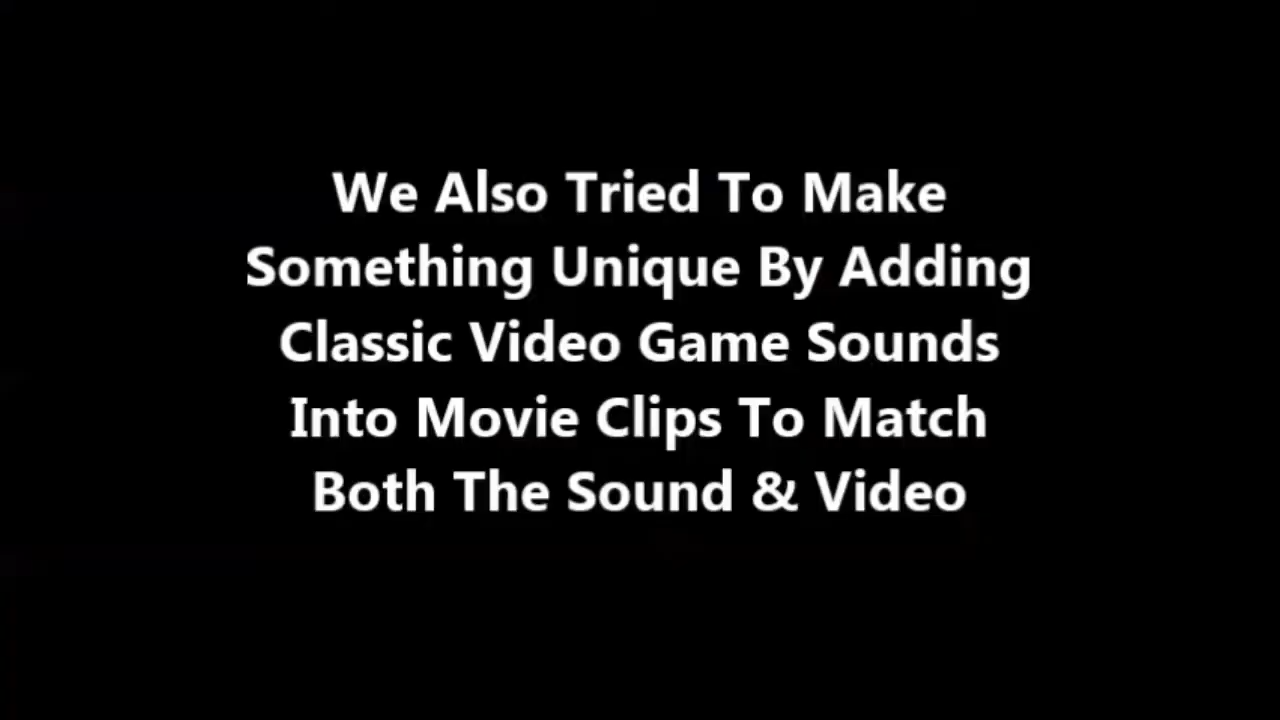 We Also Tried To Make
Something Unique By Adding
Classic Video Game Sounds
Into Movie Clips To Match
Both The Sound & Video